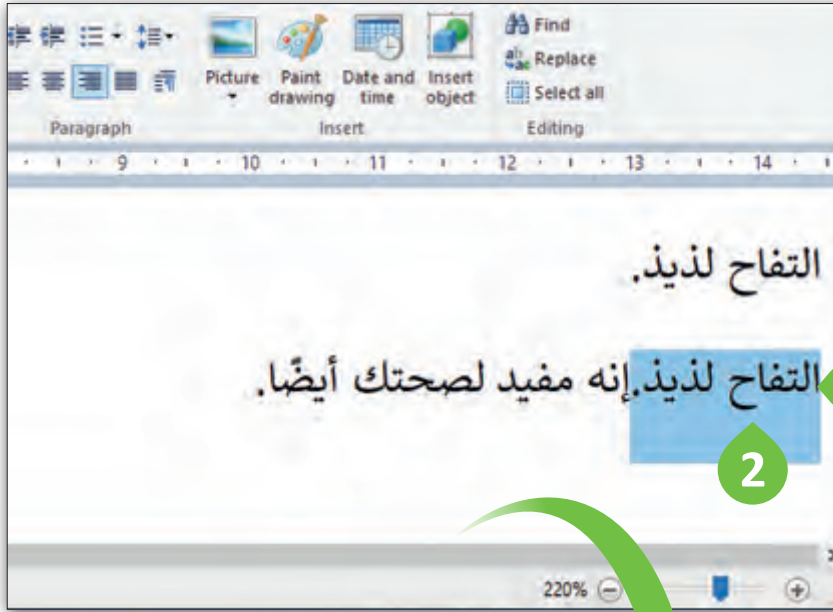 Find
Replace
Select all
Picture Paint drawing Date and time Insert object
Paragraph Insert Editing
9 10 11 12 13 14
التفاح لذيذ.
التفاح لذيذ.إنه مفيد لصحتك أيضًا.
2
220%